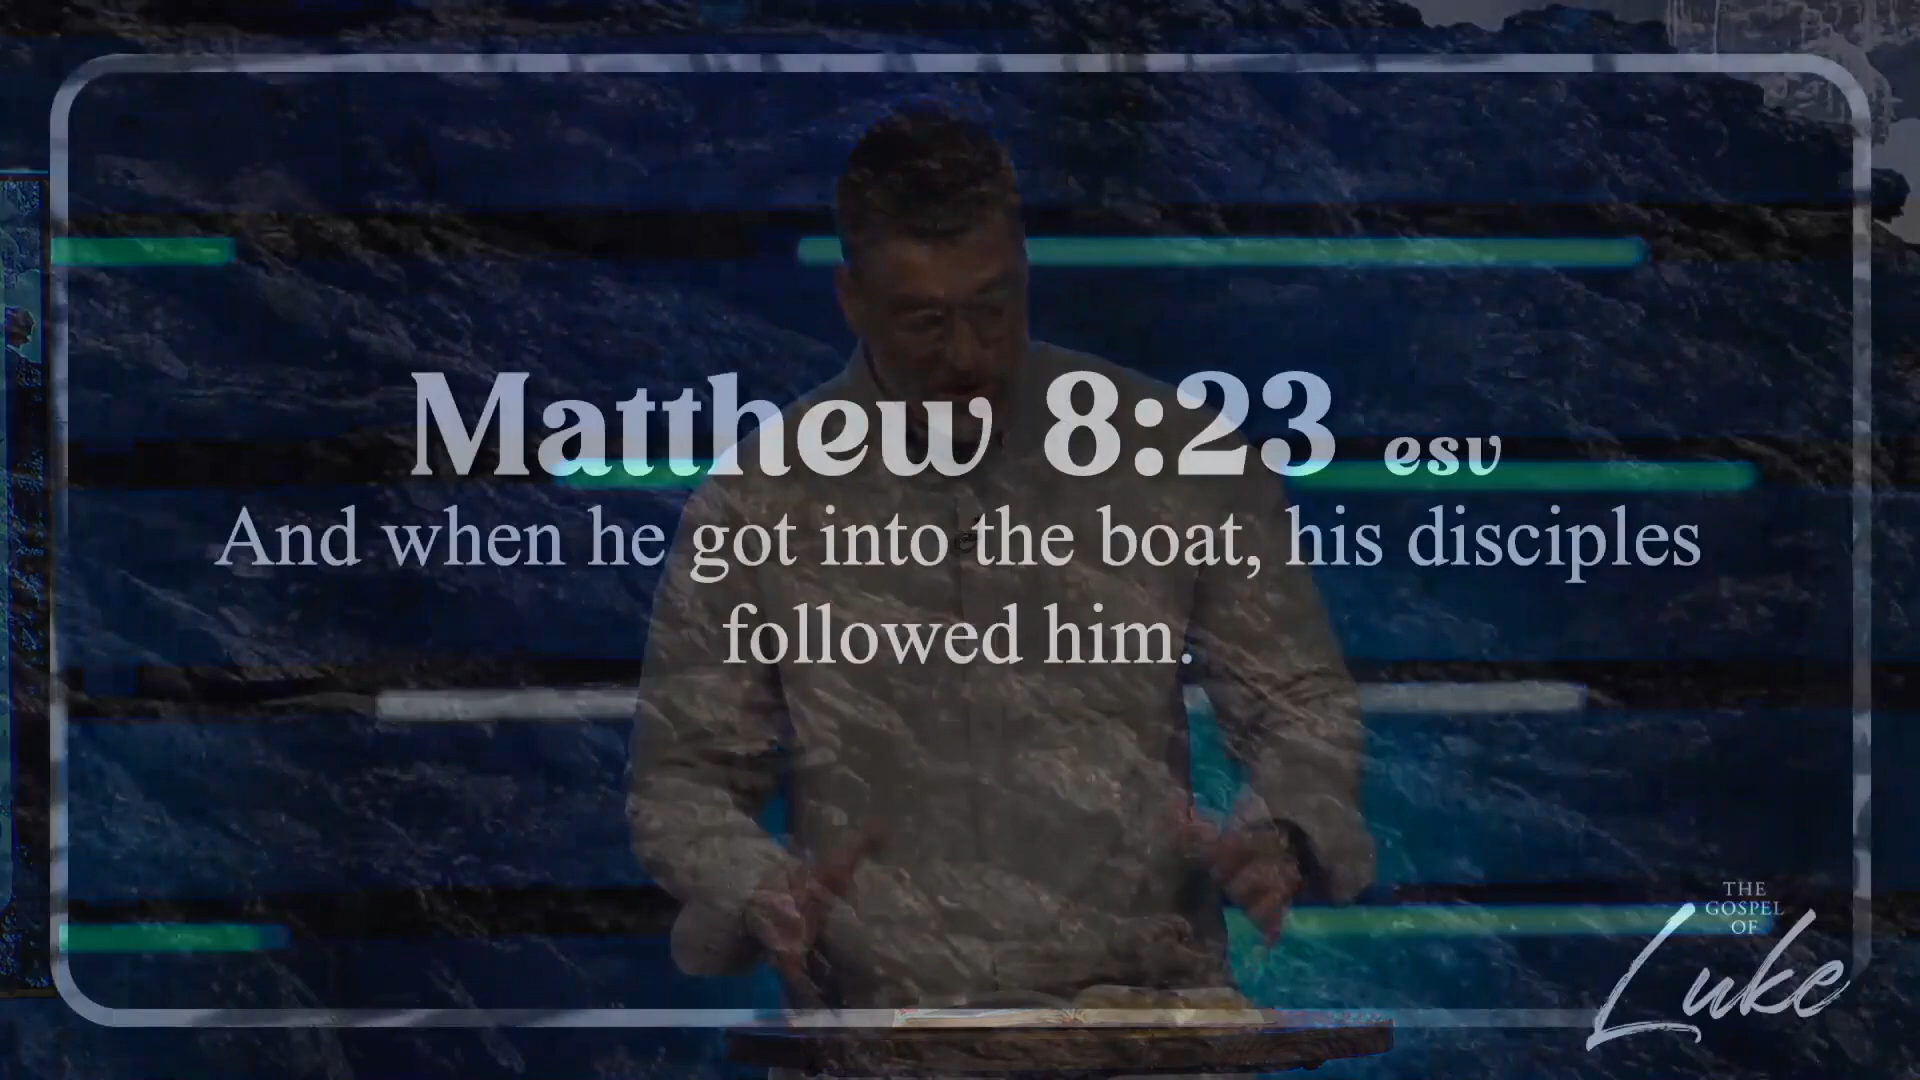 Matthew 8:23 esv
And when he got into the boat, his disciples
followed him.
THE
GOSPEL
OF
Luke